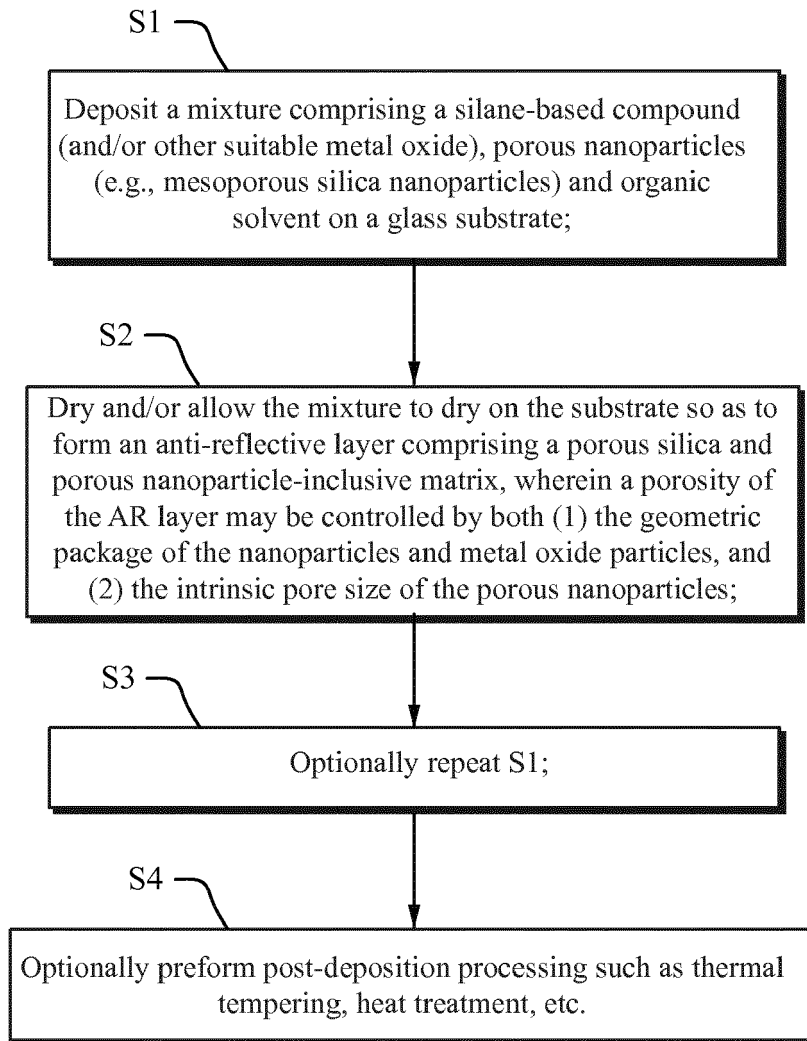 S1
Deposit a mixture comprising a silane-based compound
(and/or other suitable metal oxide), porous nanoparticles
(e.g., mesoporous silica nanoparticles) and organic
solvent on a glass substrate;
S2
Dry and/or allow the mixture to dry on the substrate so as to
form an anti-reflective layer comprising a porous silica and
porous nanoparticle-inclusive matrix, wherein a porosity of
the AR layer may be controlled by both (1) the geometric
package of the nanoparticles and metal oxide particles, and
(2) the intrinsic pore size of the porous nanoparticles;
S3
Optionally repeat S1;
S4
Optionally preform post-deposition processing such as thermal
tempering, heat treatment, etc.